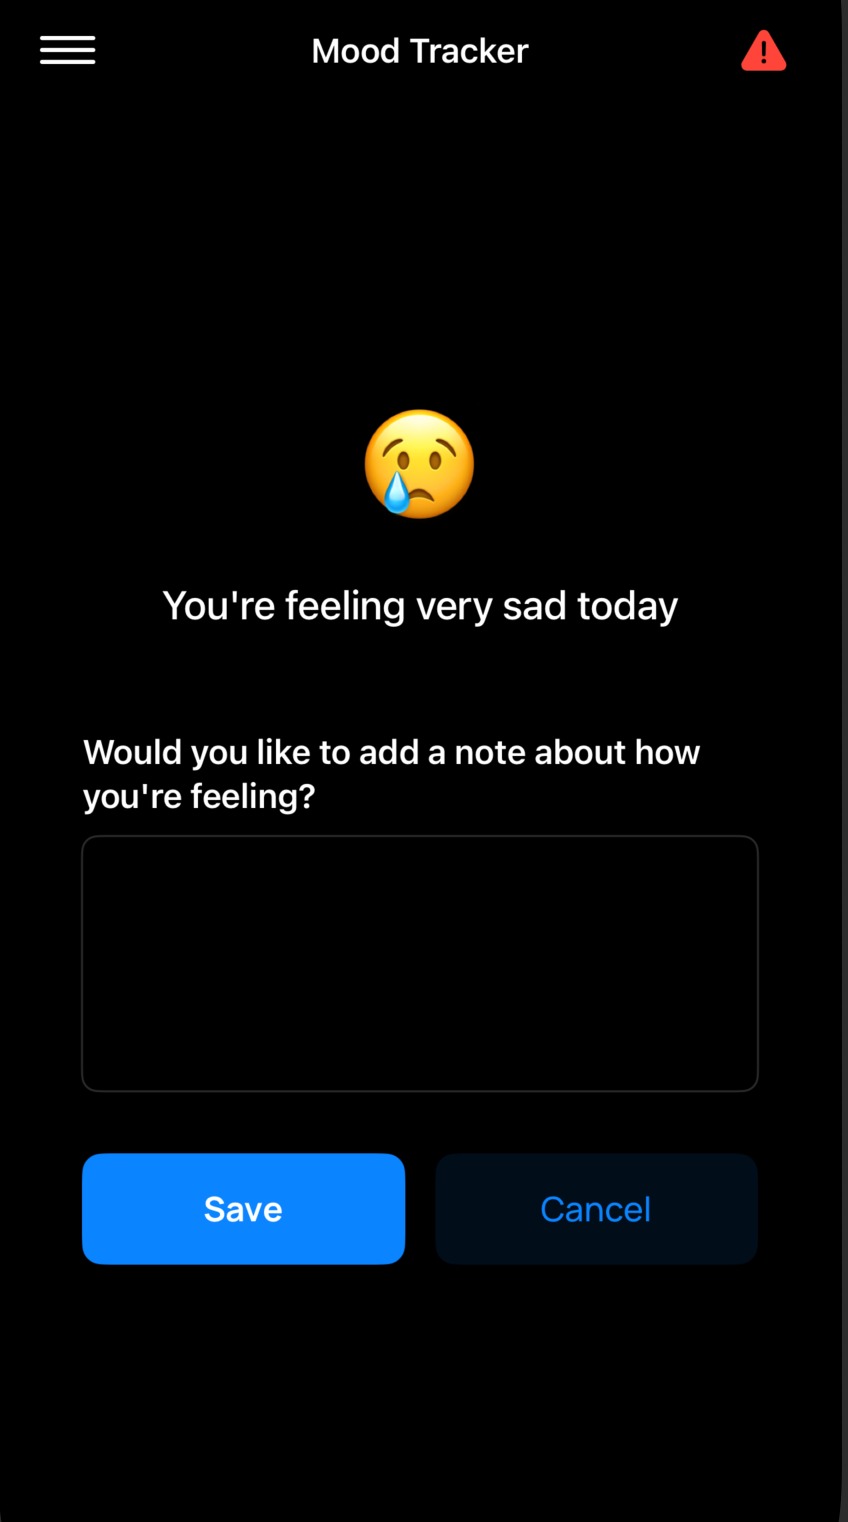 Mood Tracker
You're feeling very sad today
Would you like to add a note about how
you're feeling?
Save
Cancel